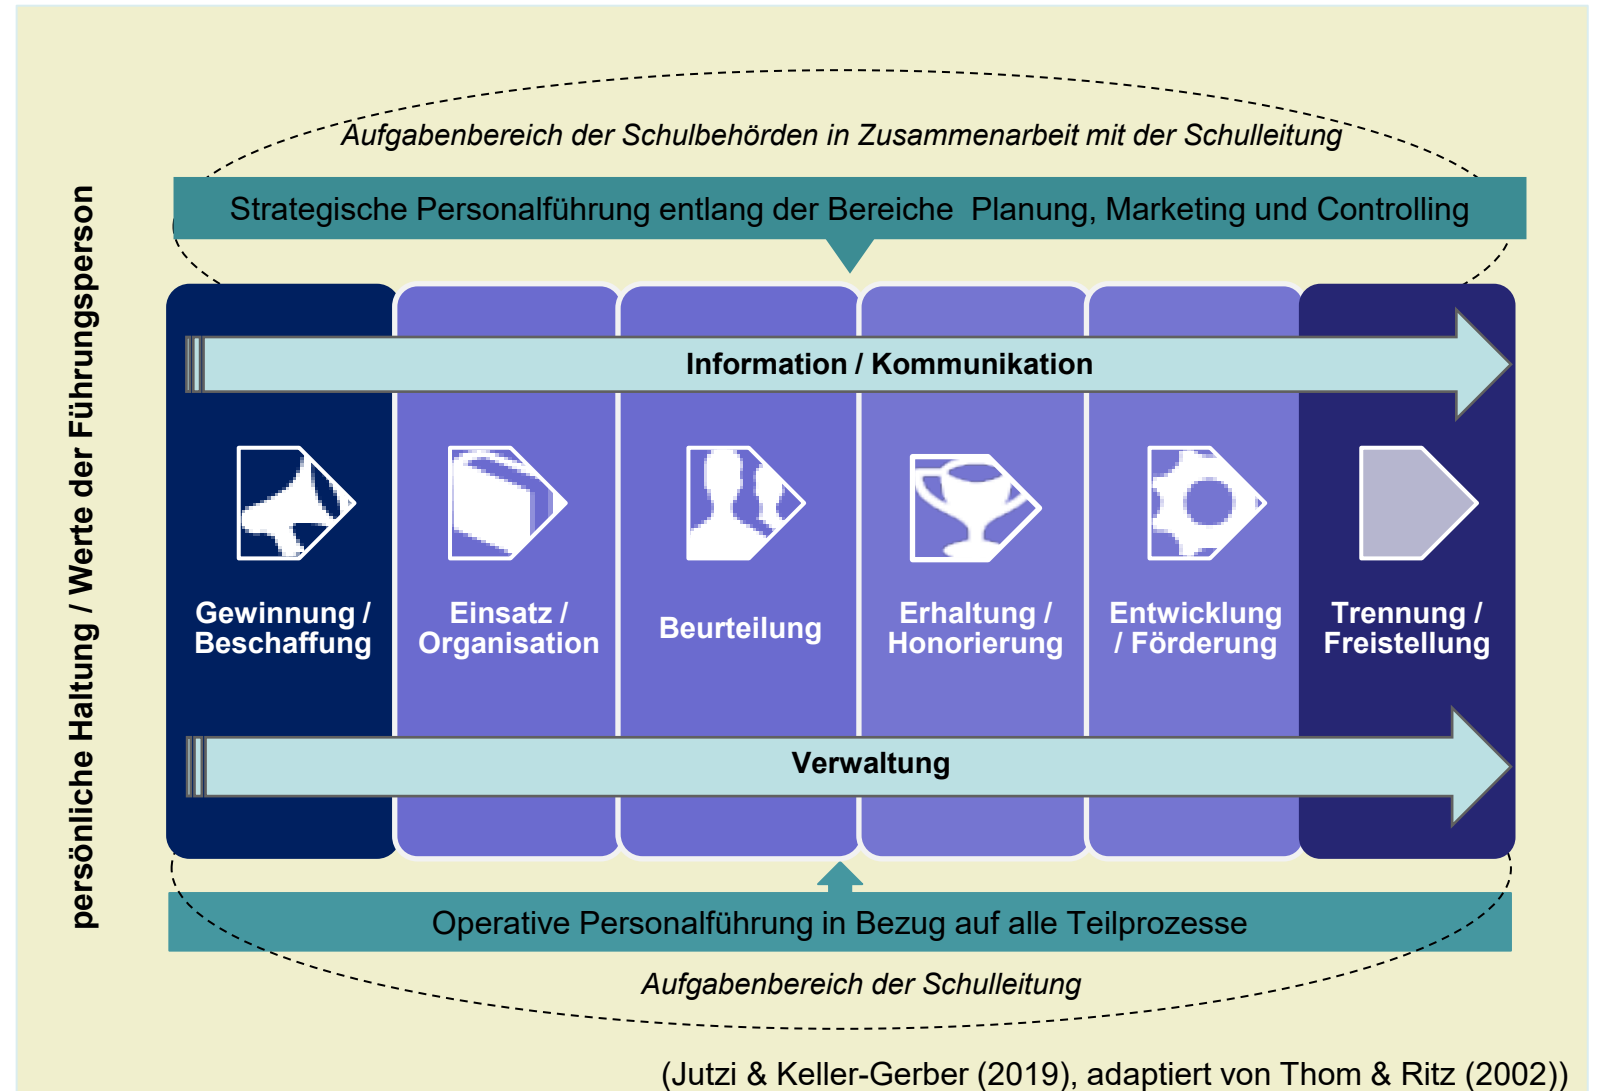 persönliche Haltung / Werte der Führungsperson
Aufgabenbereich der Schulbehörden in Zusammenarbeit mit der Schulleitung
Strategische Personalführung entlang der Bereiche Planung, Marketing und Controlling
Information / Kommunikation
Gewinnung /
Beschaffung
Einsatz /
Organisation
Beurteilung
Erhaltung /
Honorierung
Entwicklung
/ Förderung
Trennung /
Freistellung
Verwaltung
Operative Personalführung in Bezug auf alle Teilprozesse
Aufgabenbereich der Schulleitung
(Jutzi & Keller-Gerber (2019), adaptiert von Thom & Ritz (2002))